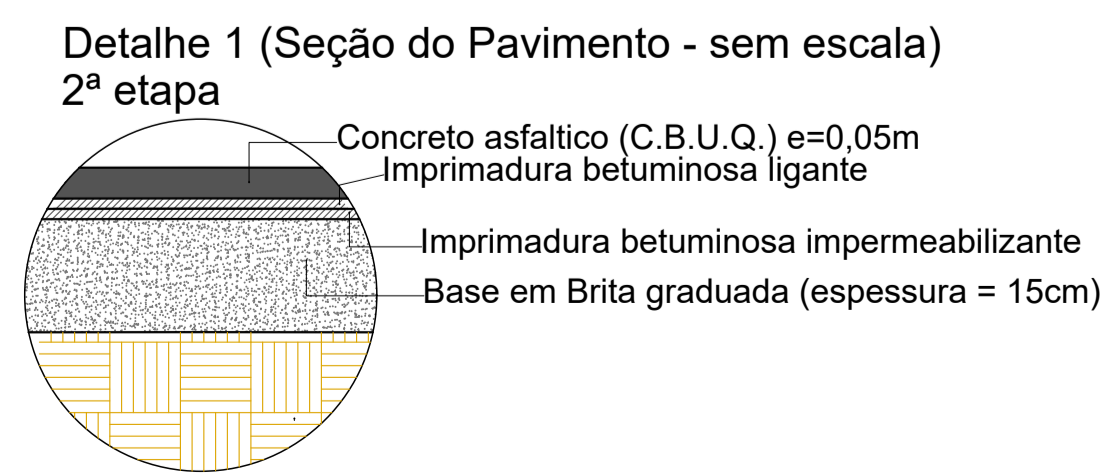 Detalhe 1 (Seção do Pavimento - sem escala)
2ª etapa
Concreto asfaltico (C.B.U.Q.) e=0,05m
Imprimadura betuminosa ligante
Imprimadura betuminosa impermeabilizante
Base em Brita graduada (espessura = 15cm)